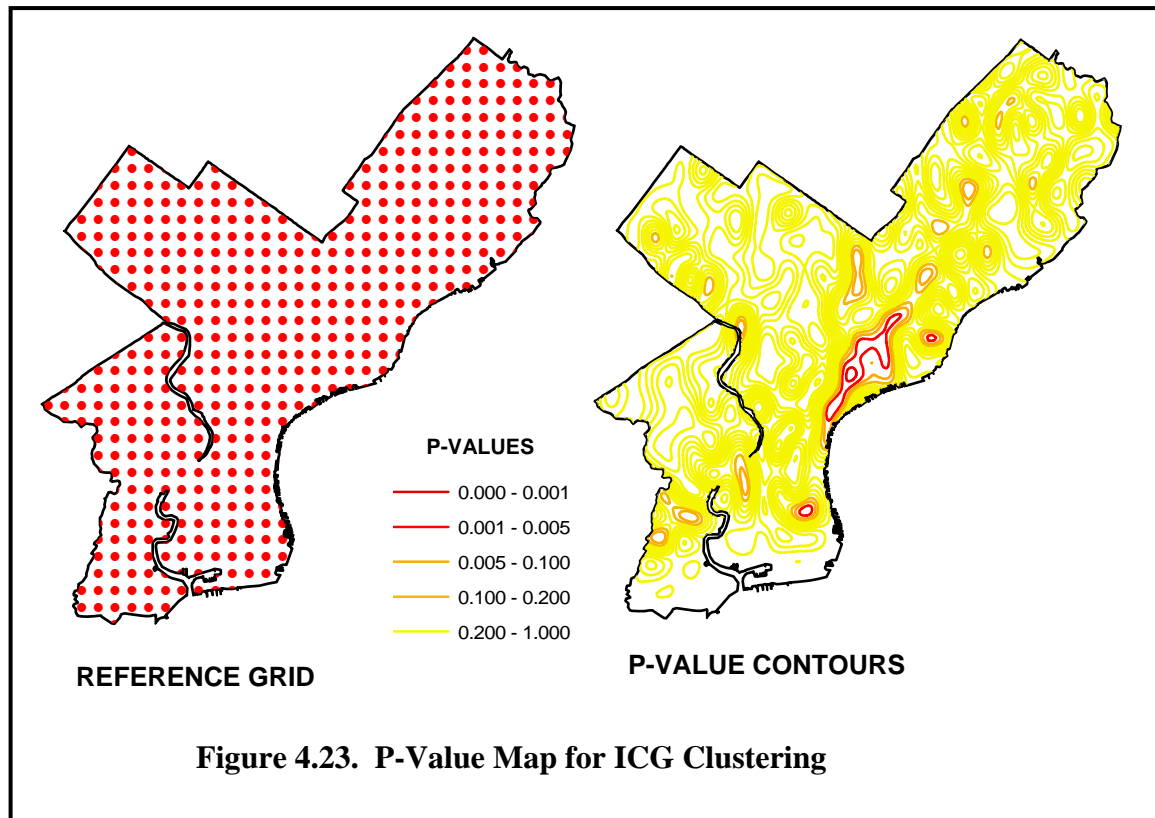 P-VALUES
0.000 - 0.001
0.001 - 0.005
0.005 - 0.100
0.100 - 0.200
0.200 - 1.000
REFERENCE GRID
P-VALUE CONTOURS
Figure 4.23. P-Value Map for ICG Clustering